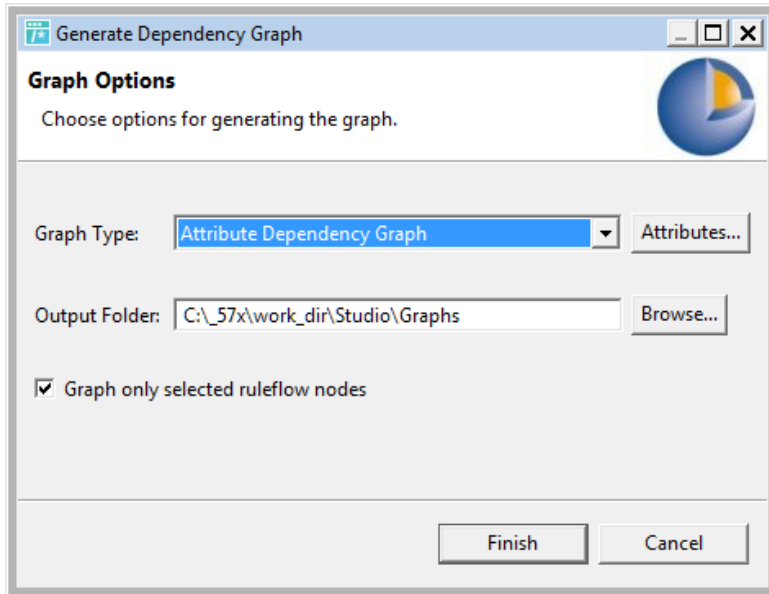 Generate Dependency Graph
Graph Options
Choose options for generating the graph.
Graph Type: Attribute Dependency Graph Attributes...
Output Folder: C:\_57x\work_dir\Studio\Graphs Browse...
Graph only selected ruleflow nodes
Finish Cancel